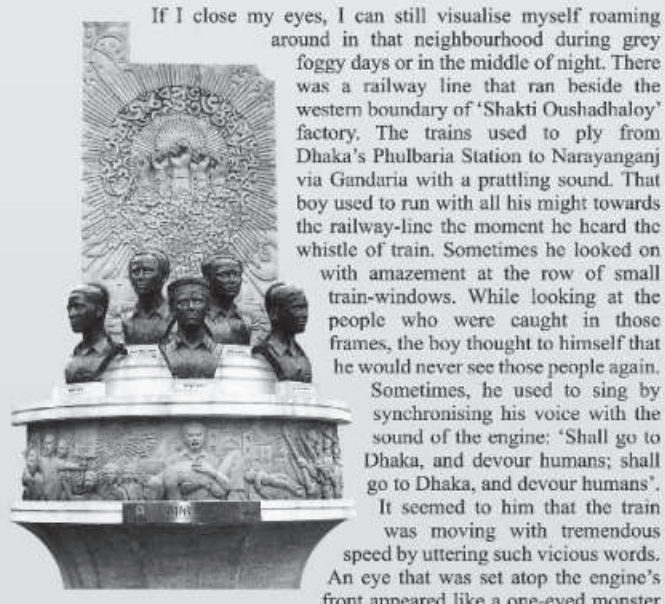 If I close my eyes, I can still visualise myself roaming
around in that neighbourhood during grey
foggy days or in the middle of night. There
was a railway line that ran beside the
western boundary of ‘Shakti Oushadhaloy’
factory. The trains used to ply from
Dhaka’s Phulbaria Station to Narayanganj
via Gandaria with a prattling sound. That
boy used to run with all his might towards
the railway-line the moment he heard the
whistle of train. Sometimes he looked on
with amazement at the row of small
train-windows. While looking at the
people who were caught in those
frames, the boy thought to himself that
he would never see those people again.
Sometimes, he used to sing by
synchronising his voice with the
sound of the engine: ‘Shall go to
Dhaka, and devour humans; shall
go to Dhaka, and devour humans’.
It seemed to him that the train
was moving with tremendous
speed by uttering such vicious words.
An eye that was set atop the engine’s
front appeared like a one-eyed monster